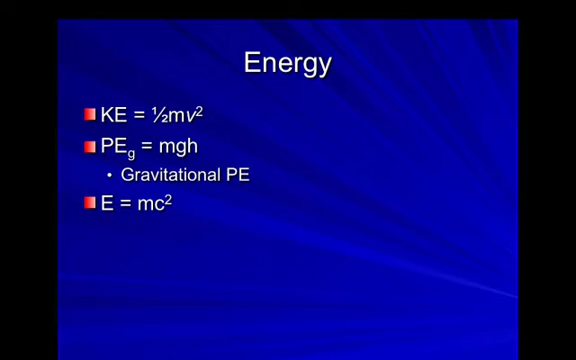 Energy
KE = ½mv²
PEg = mgh
• Gravitational PE
E = mc²